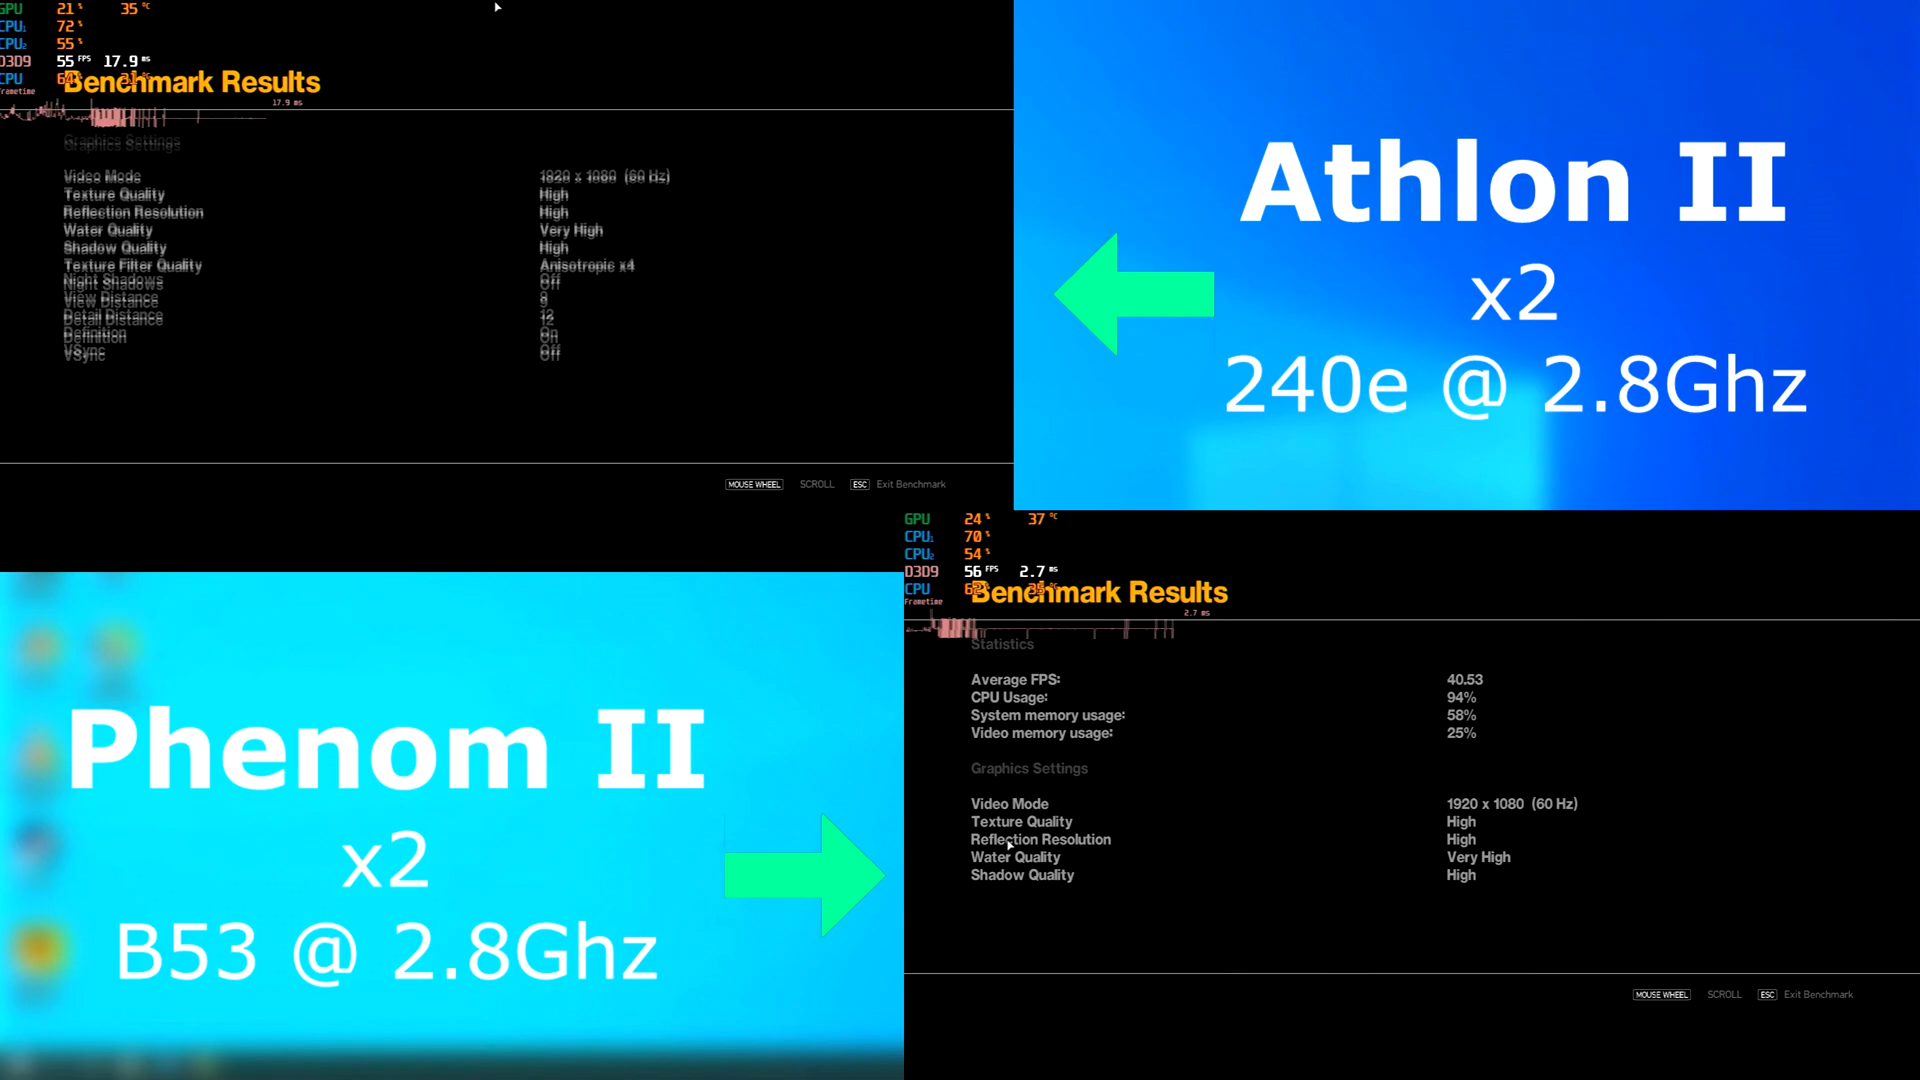 GPU 21 % 35 °C
CPU1 72 %
CPU2 55 %
D3D9 55 FPS 17.9 ms
CPU 64 31 °C
Frametime
Benchmark Results
17.9 ms
Graphics Settings
Video Mode 1920 x 1080 (60 Hz)
Texture Quality High
Reflection Resolution High
Water Quality Very High
Shadow Quality High
Texture Filter Quality Anisotropic x4
Night Shadows Off
View Distance 9
Detail Distance 12
Definition On
VSync Off
MOUSE WHEEL SCROLL ESC Exit Benchmark
Athlon II
x2
240e @ 2.8Ghz
Phenom II
x2
B53 @ 2.8Ghz
GPU 24 % 37 °C
CPU1 70 %
CPU2 54 %
D3D9 56 FPS 2.7 ms
CPU 62
Frametime
Benchmark Results
2.7 ms
Statistics
Average FPS: 40.53
CPU Usage: 94%
System memory usage: 58%
Video memory usage: 25%
Graphics Settings
Video Mode 1920 x 1080 (60 Hz)
Texture Quality High
Reflection Resolution High
Water Quality Very High
Shadow Quality High
MOUSE WHEEL SCROLL ESC Exit Benchmark